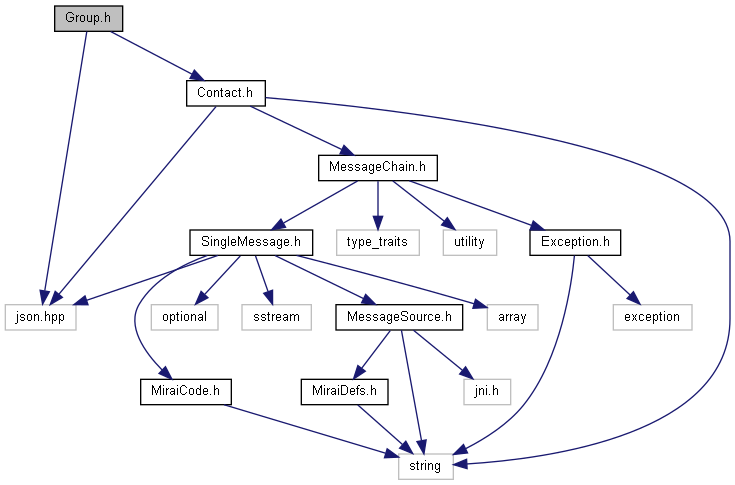 Group.h
Contact.h
MessageChain.h
SingleMessage.h
type_traits
utility
Exception.h
json.hpp
optional
sstream
MessageSource.h
array
exception
MiraiCode.h
MiraiDefs.h
jni.h
string